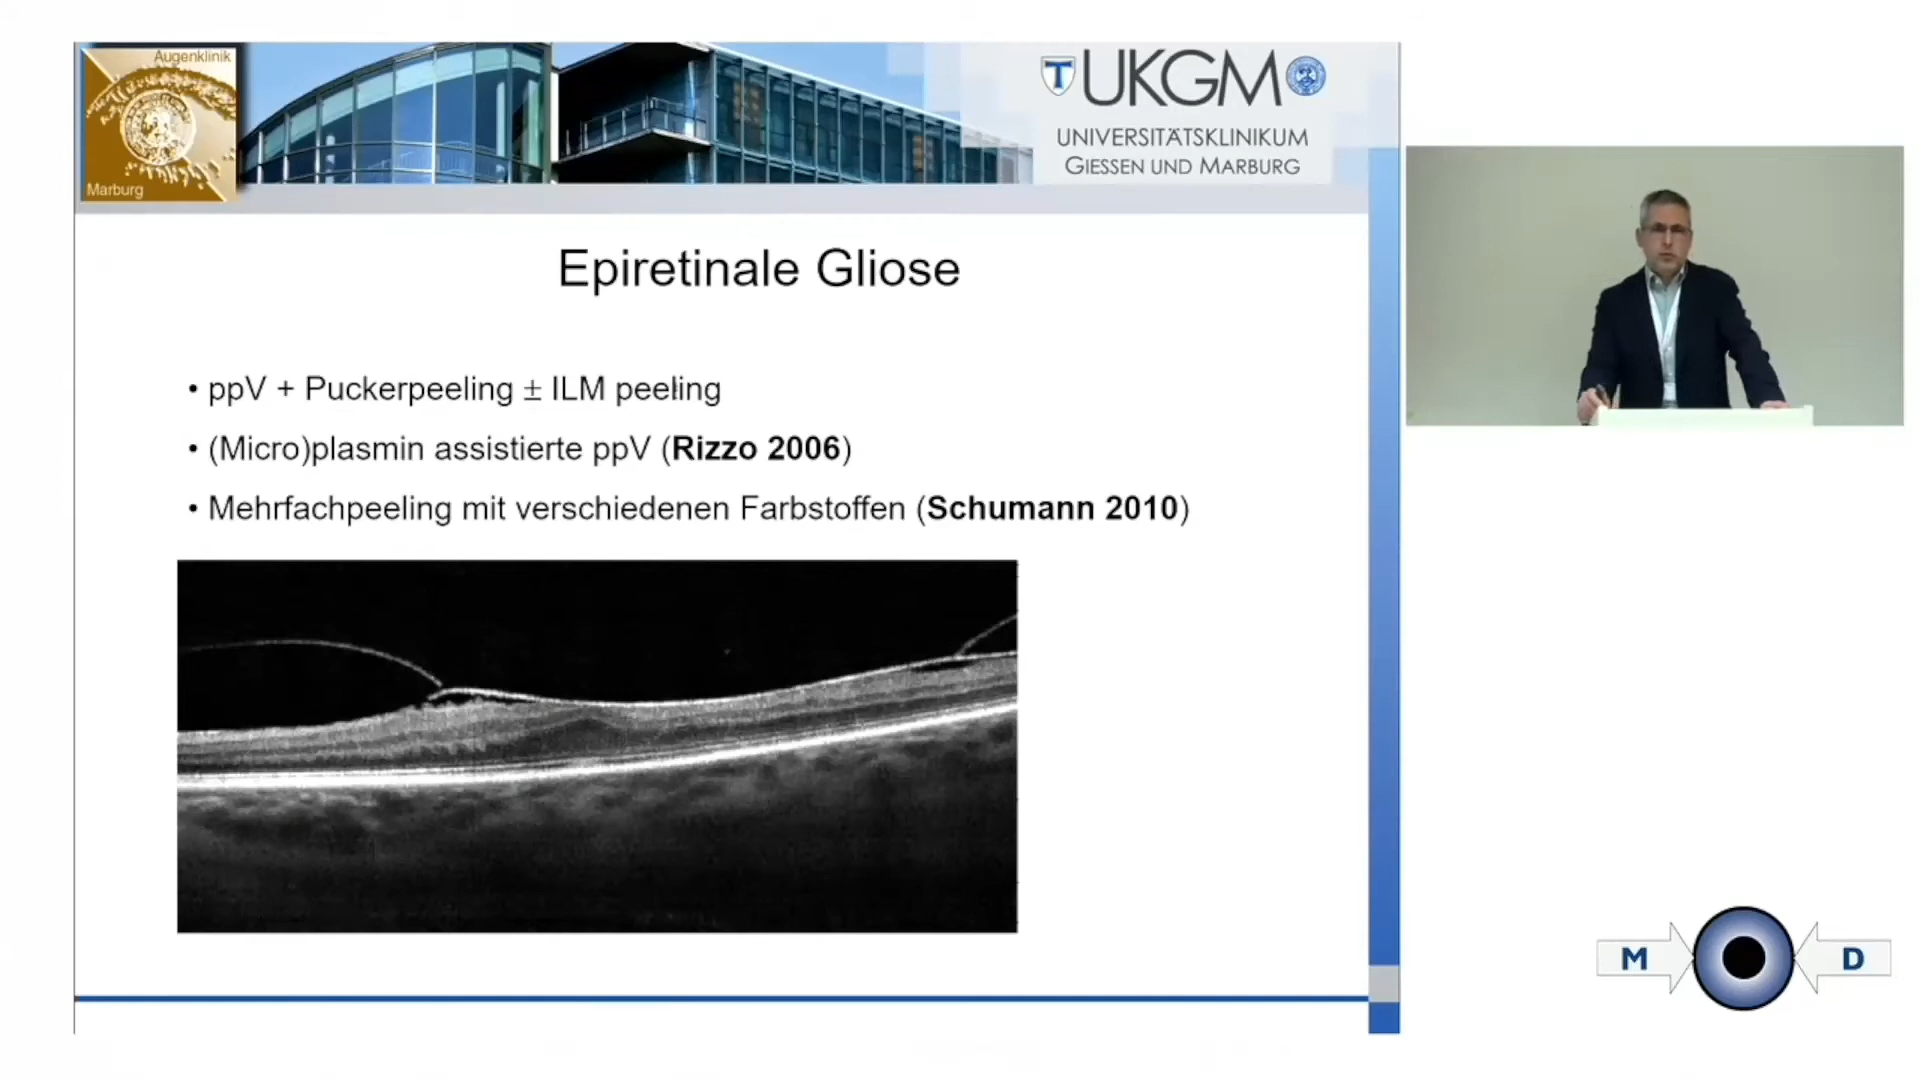 Augenklinik
Marburg
UKGM
UNIVERSITÄTSKLINIKUM
GIESSEN UND MARBURG
Epiretinale Gliose
• ppV + Puckerpeeling ± ILM peeling
• (Micro)plasmin assistierte ppV (Rizzo 2006)
• Mehrfachpeeling mit verschiedenen Farbstoffen (Schumann 2010)
M D